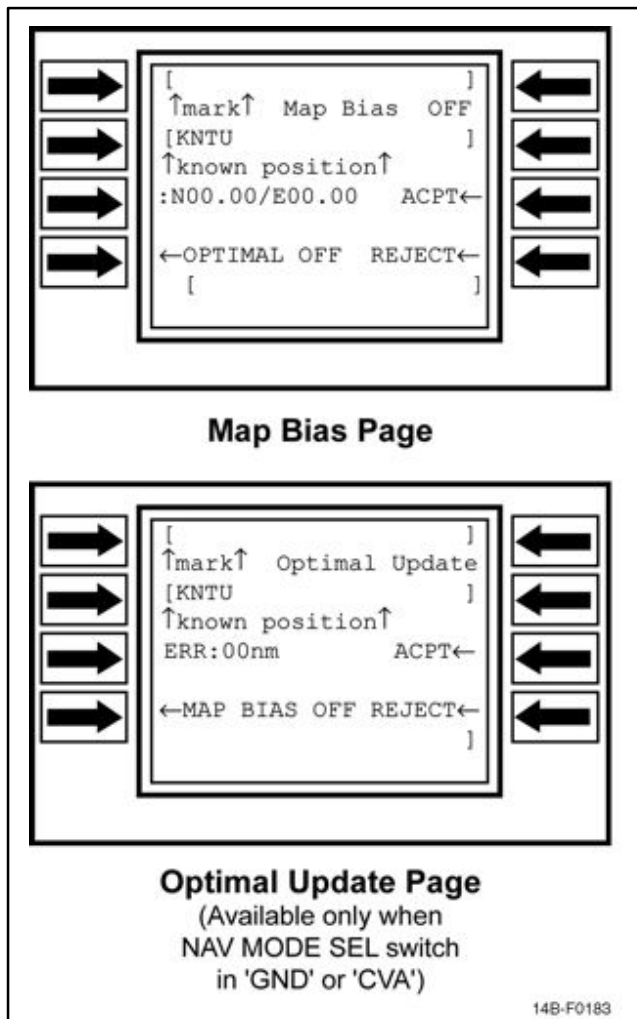 [ ]
↑mark↑ Map Bias OFF
[KNTU ]
↑known position↑
:N00.00/E00.00 ACPT←
←OPTIMAL OFF REJECT←
[ ]
Map Bias Page
[ ]
↑mark↑ Optimal Update
[KNTU ]
↑known position↑
ERR:00nm ACPT←
←MAP BIAS OFF REJECT←
]
Optimal Update Page
(Available only when
NAV MODE SEL switch
in 'GND' or 'CVA')
14B-F0183